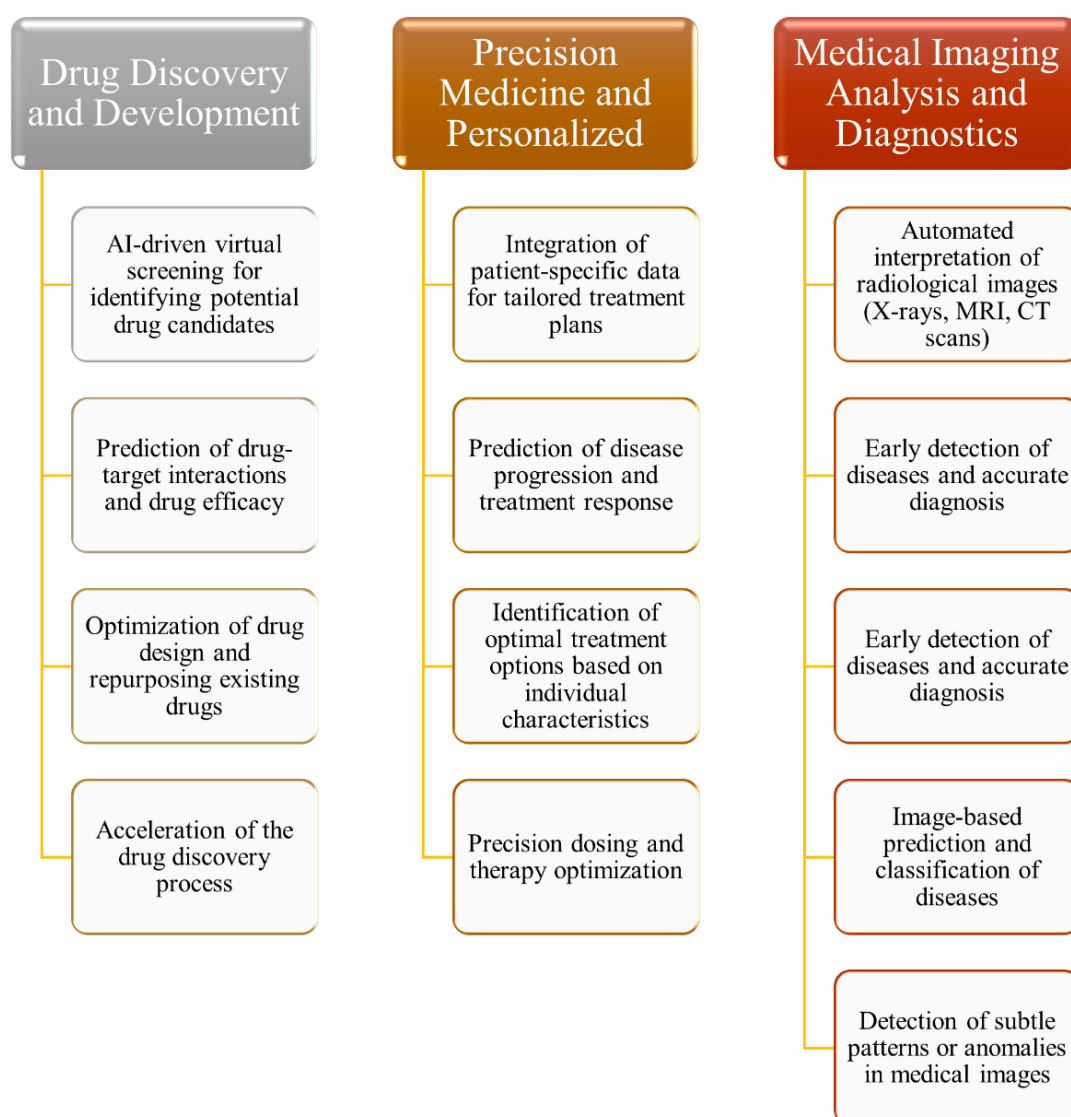 Drug Discovery
and Development
AI-driven virtual
screening for
identifying potential
drug candidates
Prediction of drug-
target interactions
and drug efficacy
Optimization of drug
design and
repurposing existing
drugs
Acceleration of the
drug discovery
process
Precision
Medicine and
Personalized
Integration of
patient-specific data
for tailored treatment
plans
Prediction of disease
progression and
treatment response
Identification of
optimal treatment
options based on
individual
characteristics
Precision dosing and
therapy optimization
Medical Imaging
Analysis and
Diagnostics
Automated
interpretation of
radiological images
(X-rays, MRI, CT
scans)
Early detection of
diseases and accurate
diagnosis
Early detection of
diseases and accurate
diagnosis
Image-based
prediction and
classification of
diseases
Detection of subtle
patterns or anomalies
in medical images